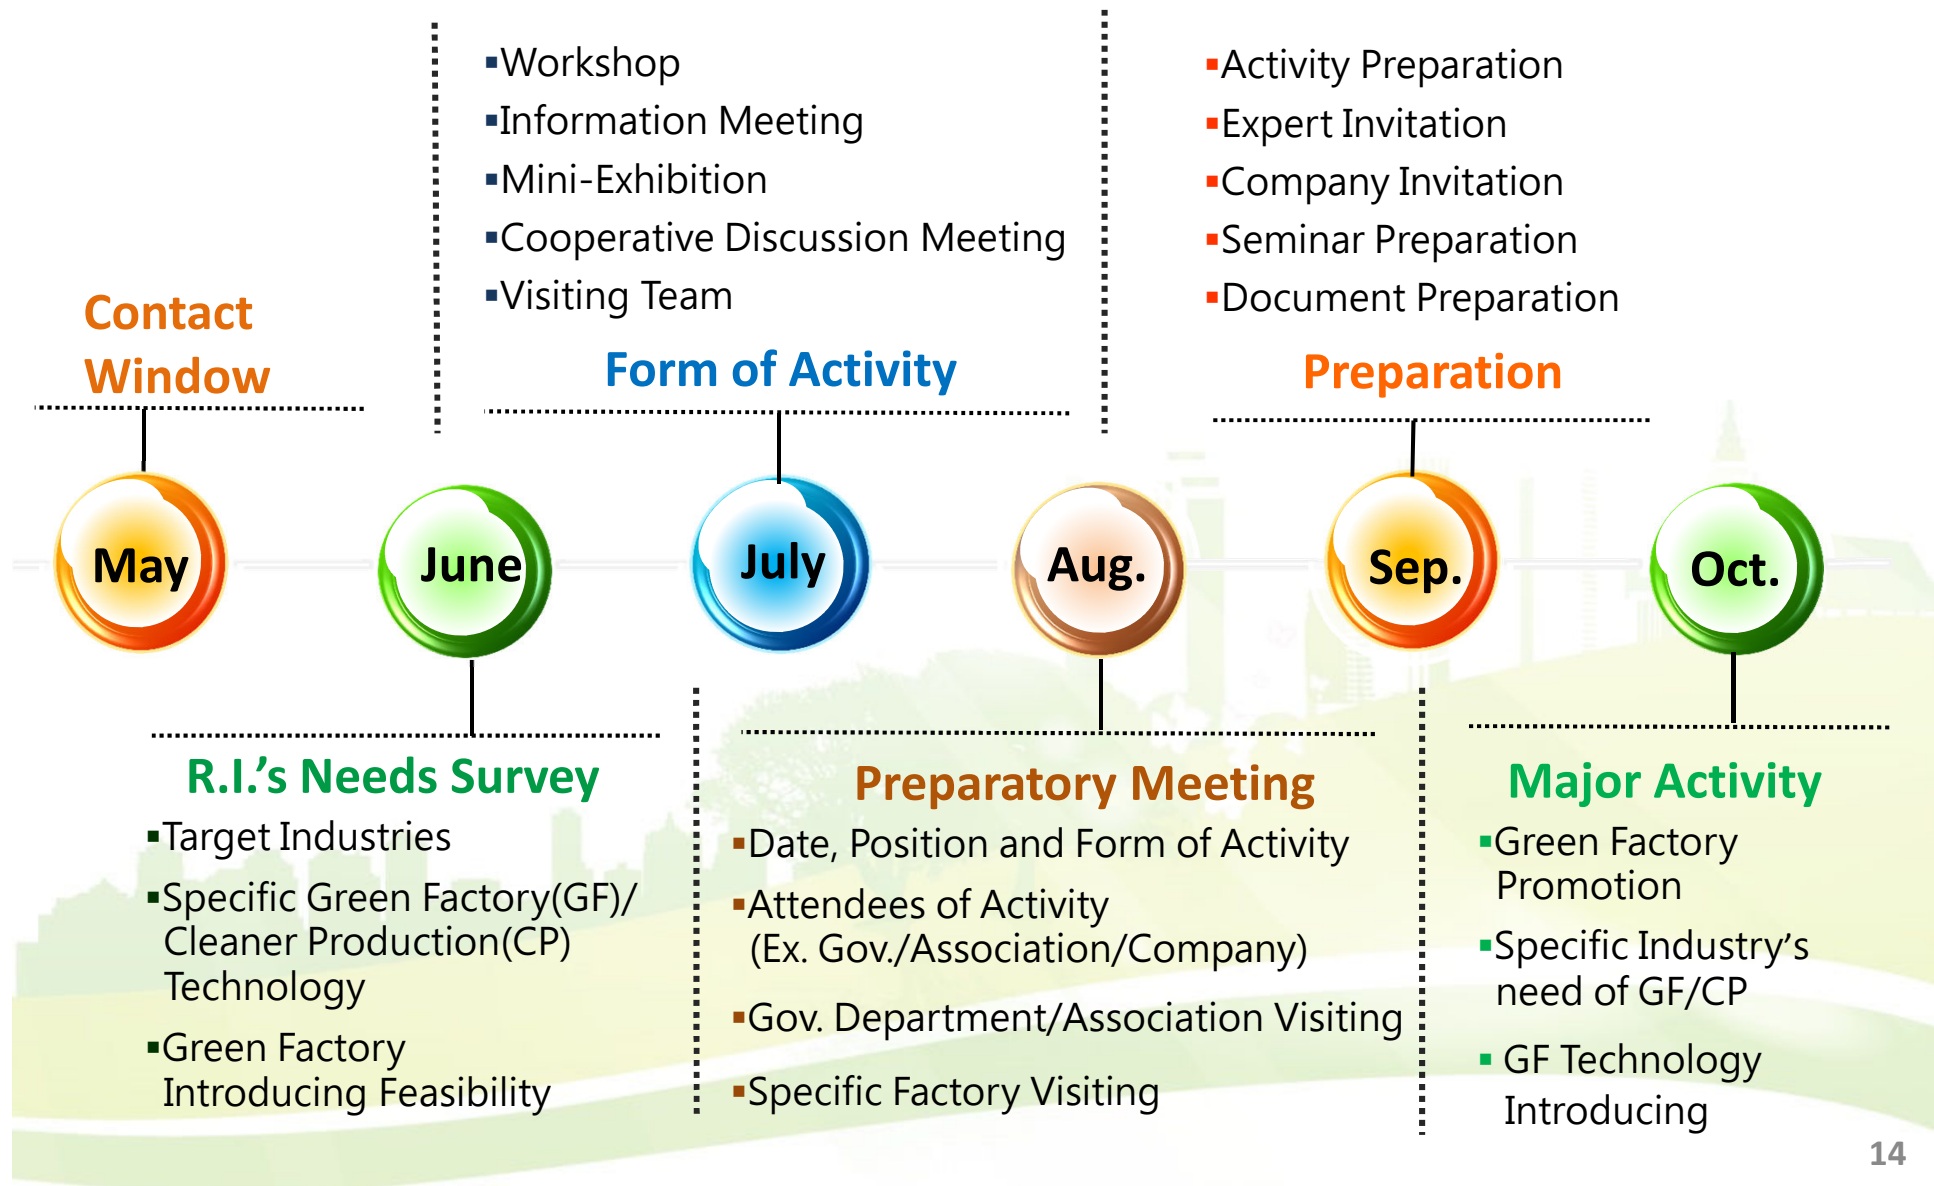 ▪Workshop
▪Information Meeting
▪Mini-Exhibition
▪Cooperative Discussion Meeting
▪Visiting Team
▪Activity Preparation
▪Expert Invitation
▪Company Invitation
▪Seminar Preparation
▪Document Preparation
Contact
Window
Form of Activity
Preparation
May
June
July
Aug.
Sep.
Oct.
R.I.’s Needs Survey
▪Target Industries
▪Specific Green Factory(GF)/
Cleaner Production(CP)
Technology
▪Green Factory
Introducing Feasibility
Preparatory Meeting
▪Date, Position and Form of Activity
▪Attendees of Activity
(Ex. Gov./Association/Company)
▪Gov. Department/Association Visiting
▪Specific Factory Visiting
Major Activity
▪Green Factory
Promotion
▪Specific Industry’s
need of GF/CP
▪ GF Technology
Introducing
14